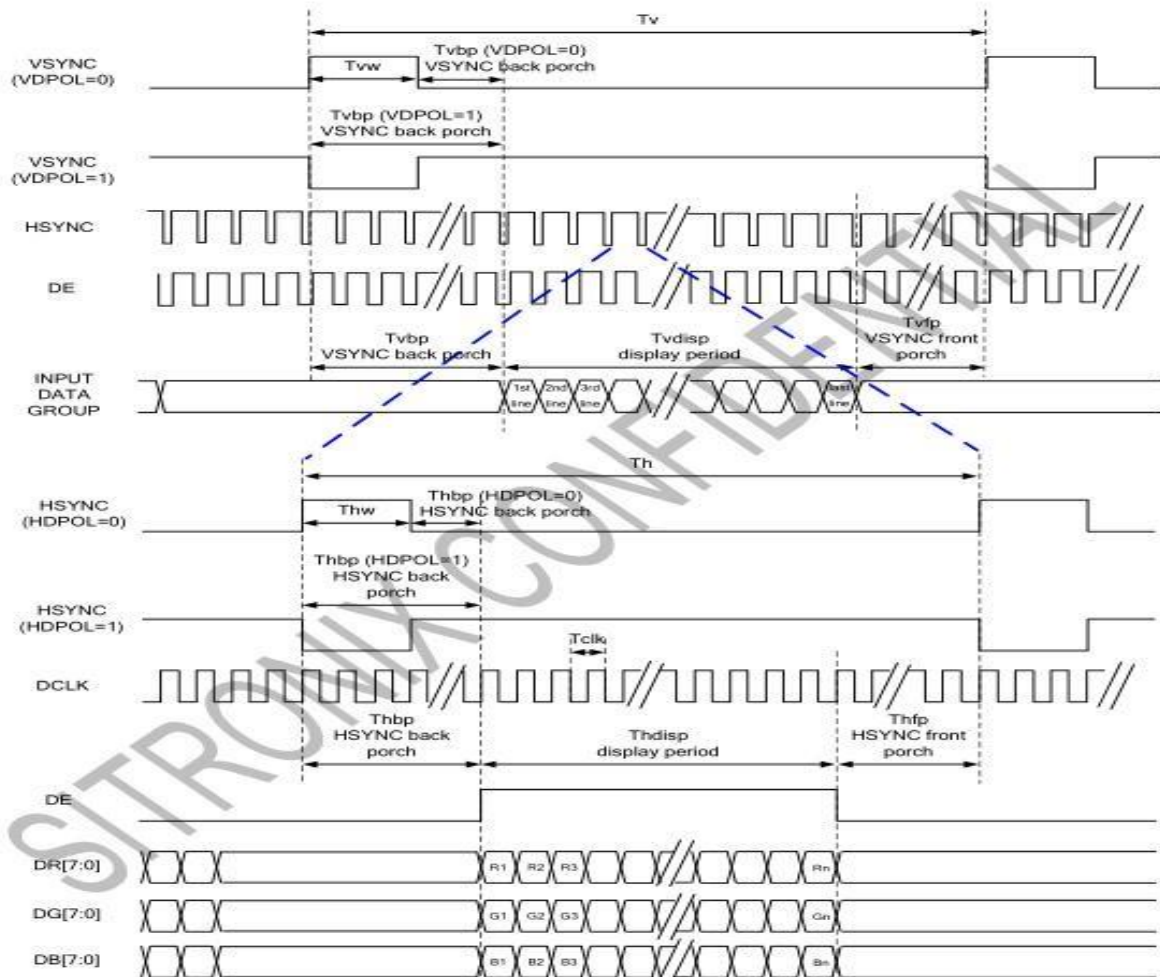 Tv
VSYNC
(VDPOL=0)
Tvw
Tvbp (VDPOL=0)
VSYNC back porch
Tvbp (VDPOL=1)
VSYNC back porch
VSYNC
(VDPOL=1)
HSYNC
DE
Tvbp
VSYNC back porch
Tvdisp
display period
Tvfp
VSYNC front
porch
INPUT
DATA
GROUP
1st
line
2nd
line
3rd
line
last
line
Th
HSYNC
(HDPOL=0)
Thw
Thbp (HDPOL=0)
HSYNC back porch
Thbp (HDPOL=1)
HSYNC back
porch
HSYNC
(HDPOL=1)
Tclk
DCLK
Thbp
HSYNC back
porch
Thdisp
display period
Thfp
HSYNC front
porch
DE
DR[7:0]
R1 R2 R3 Rn
DG[7:0]
G1 G2 G3 Gn
DB[7:0]
B1 B2 B3 Bn
SITRONIX CONFIDENTIAL